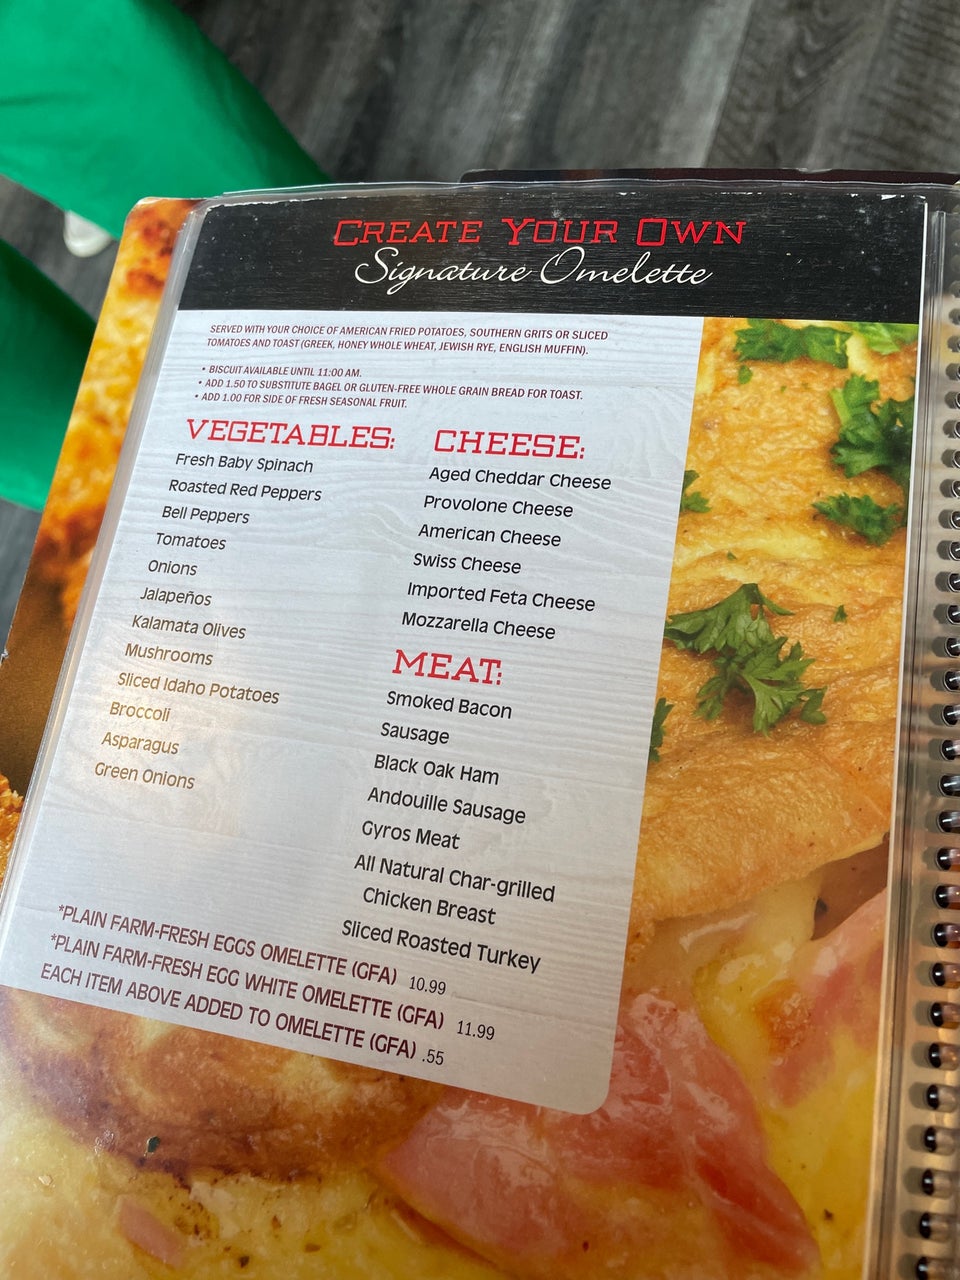 CREATE YOUR OWN
Signature Omelette
SERVED WITH YOUR CHOICE OF AMERICAN FRIED POTATOES, SOUTHERN GRITS OR SLICED
TOMATOES AND TOAST (GREEK, HONEY WHOLE WHEAT, JEWISH RYE, ENGLISH MUFFIN).
• BISCUIT AVAILABLE UNTIL 11:00 AM.
• ADD 1.50 TO SUBSTITUTE BAGEL OR GLUTEN-FREE WHOLE GRAIN BREAD FOR TOAST.
• ADD 1.00 FOR SIDE OF FRESH SEASONAL FRUIT.
VEGETABLES:
Fresh Baby Spinach
Roasted Red Peppers
Bell Peppers
Tomatoes
Onions
Jalapeños
Kalamata Olives
Mushrooms
Sliced Idaho Potatoes
Broccoli
Asparagus
Green Onions
CHEESE:
Aged Cheddar Cheese
Provolone Cheese
American Cheese
Swiss Cheese
Imported Feta Cheese
Mozzarella Cheese
MEAT:
Smoked Bacon
Sausage
Black Oak Ham
Andouille Sausage
Gyros Meat
All Natural Char-grilled
Chicken Breast
Sliced Roasted Turkey
*PLAIN FARM-FRESH EGGS OMELETTE (GFA) 10.99
*PLAIN FARM-FRESH EGG WHITE OMELETTE (GFA) 11.99
EACH ITEM ABOVE ADDED TO OMELETTE (GFA) .55